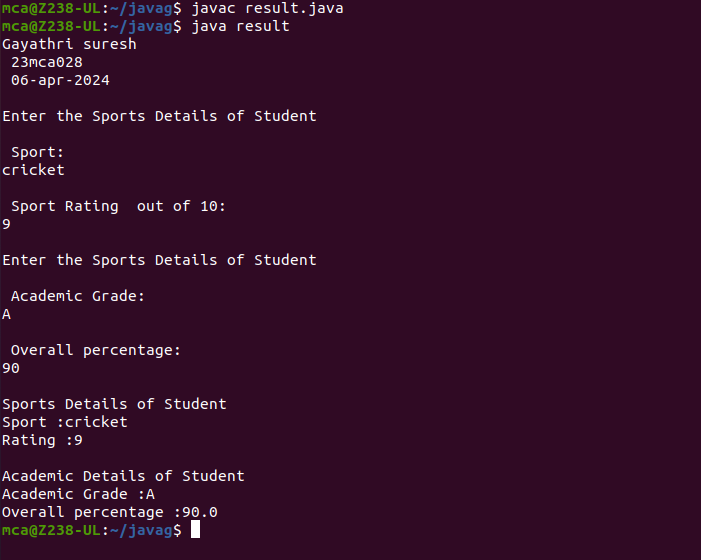 mca@Z238-UL:~/javag$ javac result.java
mca@Z238-UL:~/javag$ java result
Gayathri suresh
 23mca028
 06-apr-2024

Enter the Sports Details of Student

 Sport:
cricket

 Sport Rating  out of 10:
9

Enter the Sports Details of Student

 Academic Grade:
A

 Overall percentage:
90

Sports Details of Student
Sport :cricket
Rating :9

Academic Details of Student
Academic Grade :A
Overall percentage :90.0
mca@Z238-UL:~/javag$